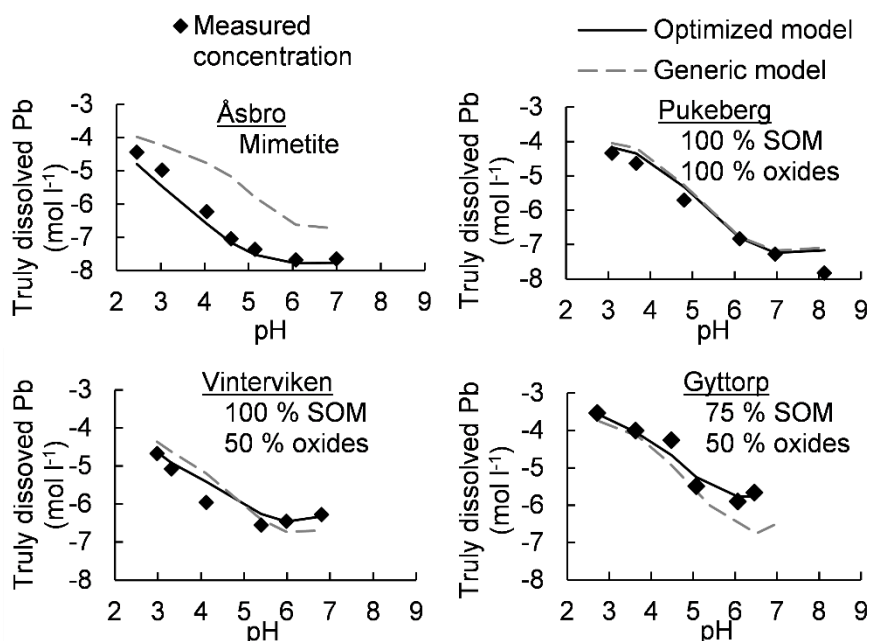 Measured
concentration
Optimized model
Generic model
Truly dissolved Pb
(mol l⁻¹)
-3
-4
-5
-6
-7
-8
Åsbro
Mimetite
2 3 4 5 6 7 8 9
pH
Truly dissolved Pb
(mol l⁻¹)
-3
-4
-5
-6
-7
-8
Pukeberg
100 % SOM
100 % oxides
2 3 4 5 6 7 8 9
pH
Truly dissoved Pb
(mol l⁻¹)
-3
-4
-5
-6
-7
-8
Vinterviken
100 % SOM
50 % oxides
2 3 4 5 6 7 8 9
pH
Truly dissolved Pb
(mol l⁻¹)
-3
-4
-5
-6
-7
-8
Gyttorp
75 % SOM
50 % oxides
2 3 4 5 6 7 8 9
pH